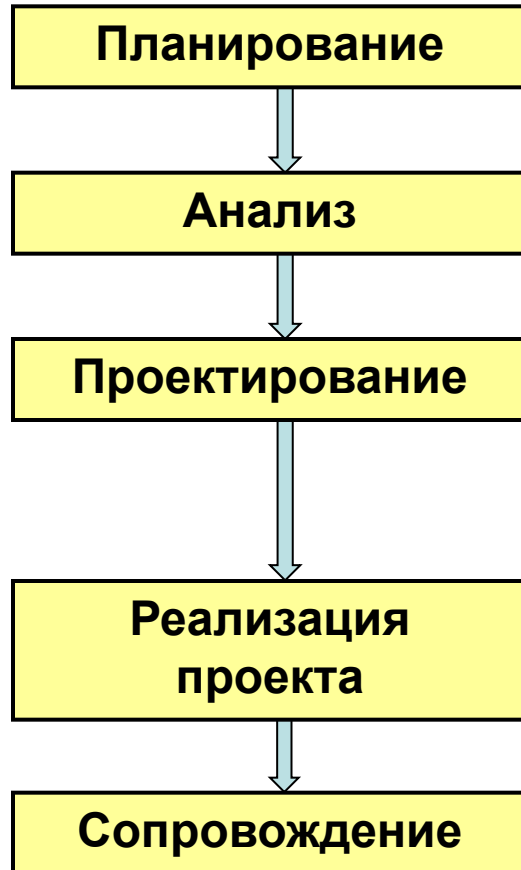 Планирование
Анализ
Проектирование
Реализация
проекта
Сопровождение